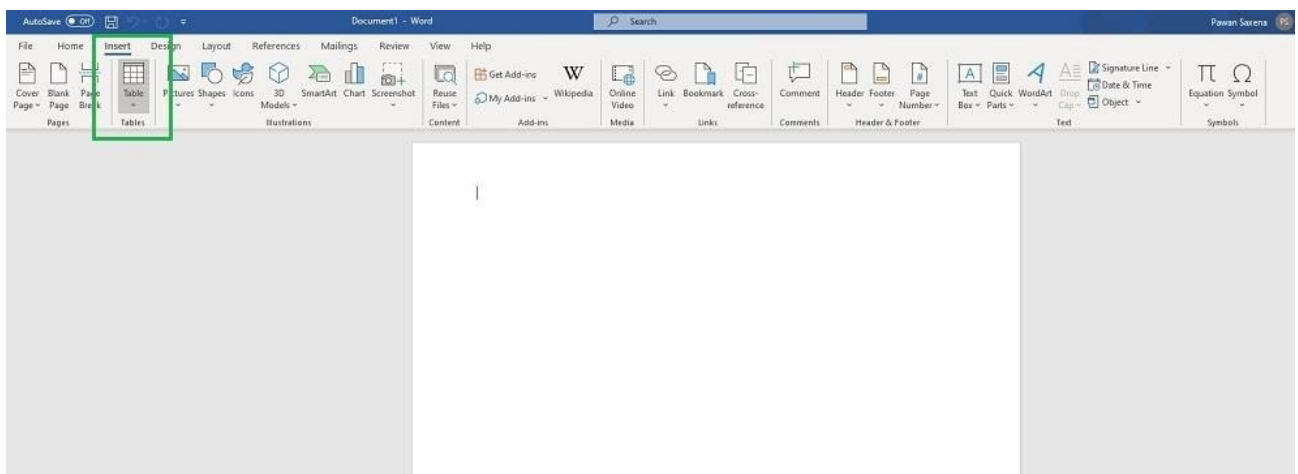 AutoSave Off Document1 - Word Search Pawan Saxena PS
File Home Insert Design Layout References Mailings Review View Help
Cover Page Blank Page Page Break Table Pictures Shapes Icons 3D Models SmartArt Chart Screenshot Reuse Files Get Add-ins My Add-ins W Wikipedia Online Video Link Bookmark Cross-reference Comment Header Footer Page Number Text Box Quick Parts WordArt Drop Cap Signature Line Date & Time Object Equation Symbol
Pages Tables Illustrations Content Add-ins Media Links Comments Header & Footer Text Symbols